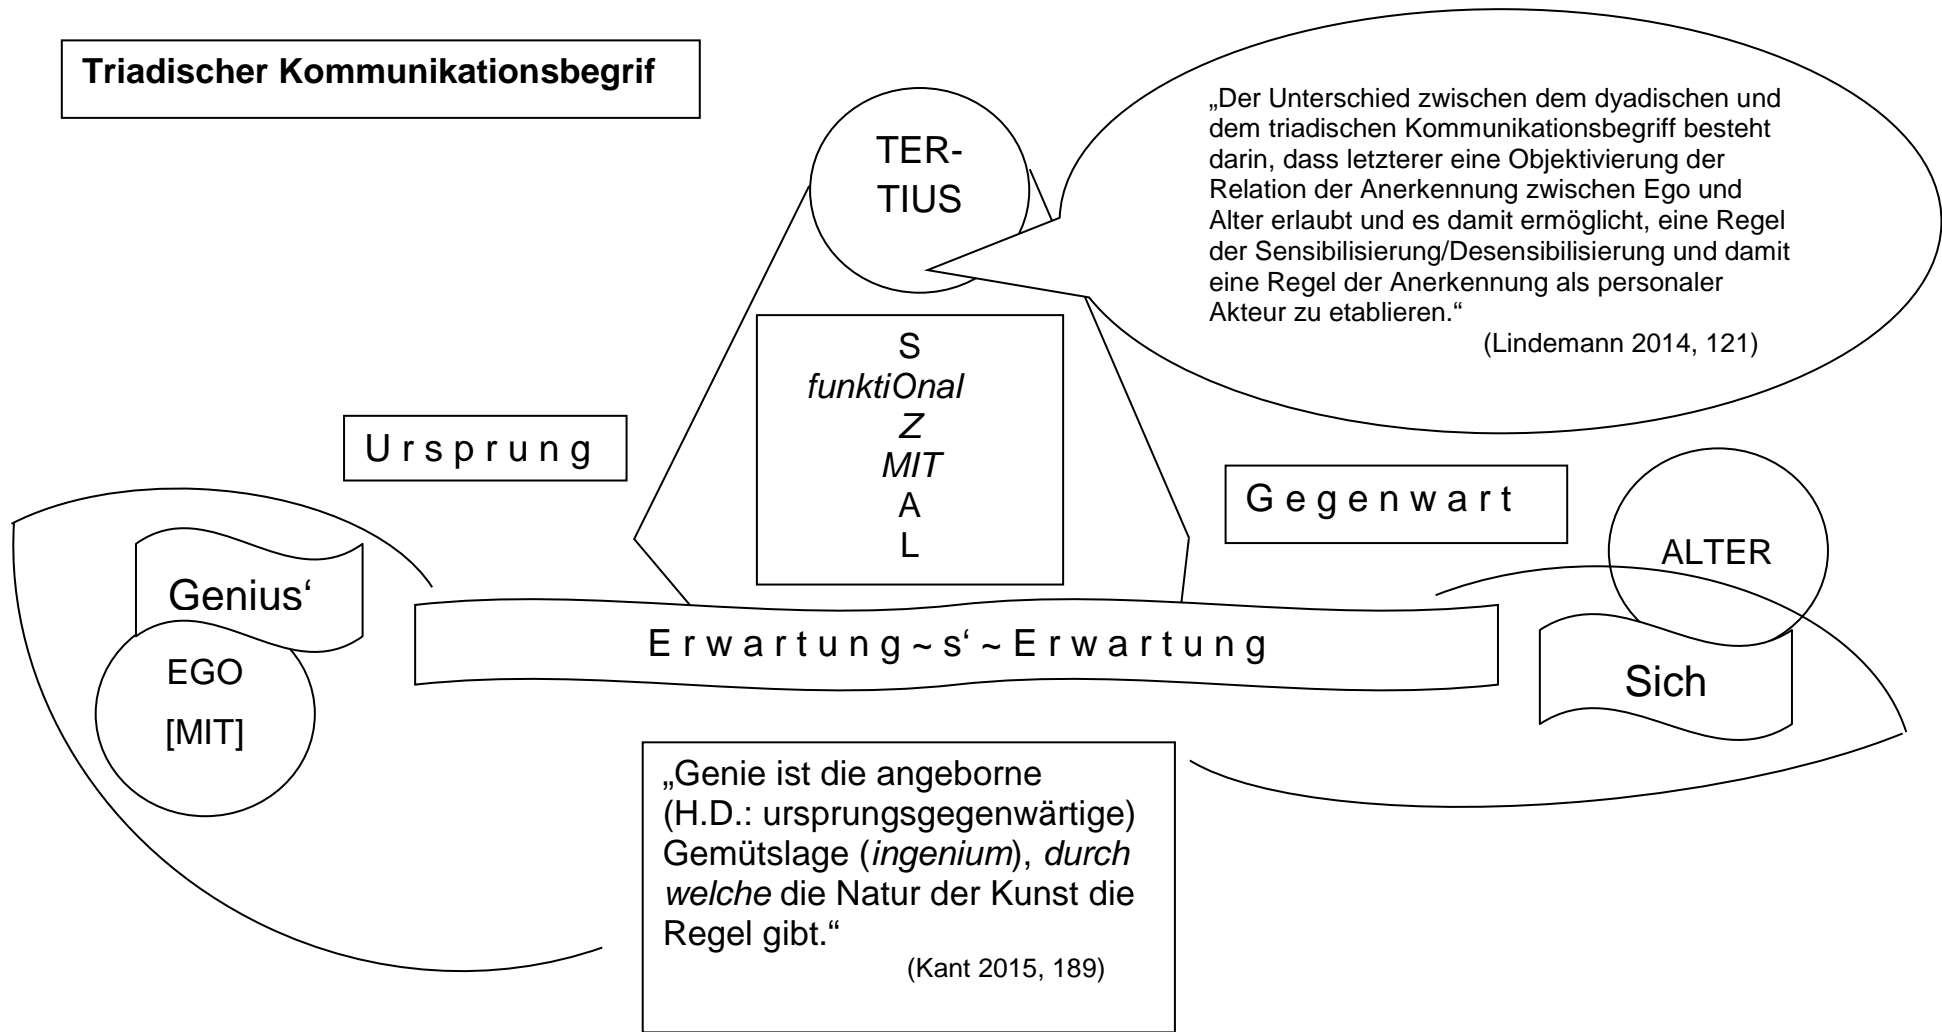 Triadischer Kommunikationsbegrif
TER-
TIUS
„Der Unterschied zwischen dem dyadischen und
dem triadischen Kommunikationsbegriff besteht
darin, dass letzterer eine Objektivierung der
Relation der Anerkennung zwischen Ego und
Alter erlaubt und es damit ermöglicht, eine Regel
der Sensibilisierung/Desensibilisierung und damit
eine Regel der Anerkennung als personaler
Akteur zu etablieren.“
(Lindemann 2014, 121)
S
funktiOnal
Z
MIT
A
L
U r s p r u n g
G e g e n w a r t
Genius‘
EGO
[MIT]
E r w a r t u n g ~ s‘ ~ E r w a r t u n g
ALTER
Sich
„Genie ist die angeborne
(H.D.: ursprungsgegenwärtige)
Gemütslage (ingenium), durch
welche die Natur der Kunst die
Regel gibt.“
(Kant 2015, 189)